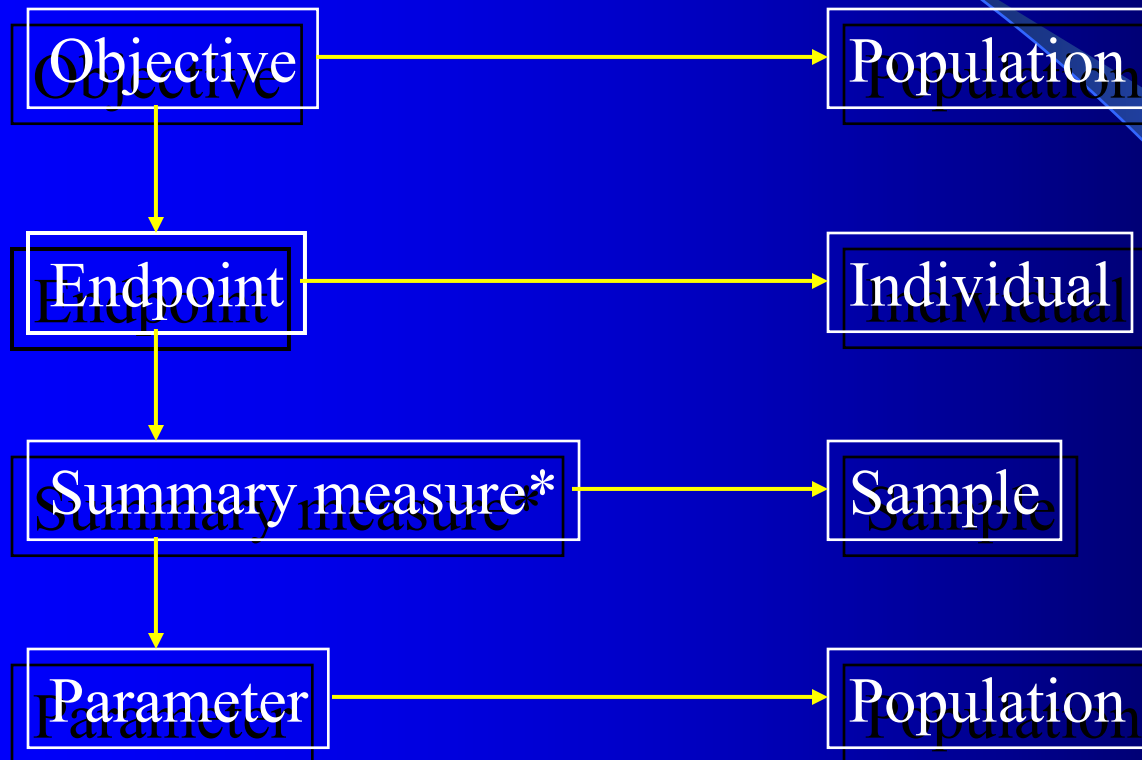 Objective
Population
Endpoint
Individual
Summary measure*
Sample
Parameter
Population